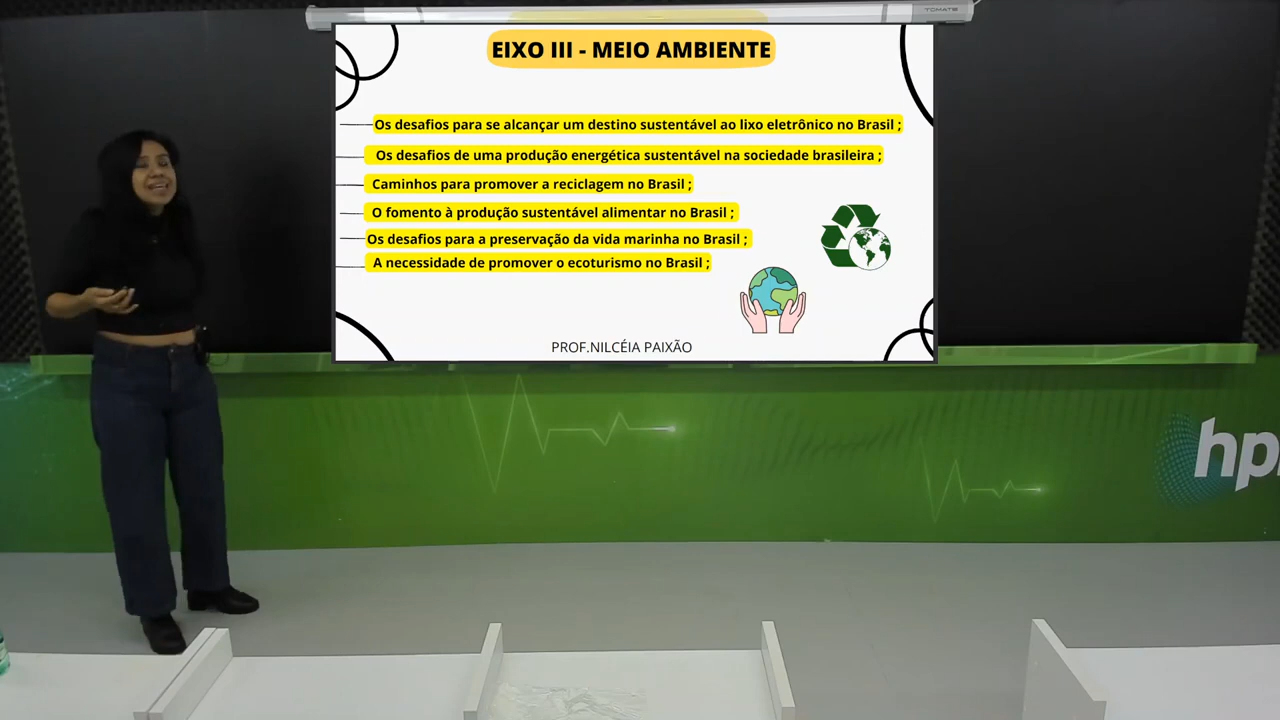 TOMATE
EIXO III - MEIO AMBIENTE
Os desafios para se alcançar um destino sustentável ao lixo eletrônico no Brasil ;
Os desafios de uma produção energética sustentável na sociedade brasileira ;
Caminhos para promover a reciclagem no Brasil ;
O fomento à produção sustentável alimentar no Brasil ;
Os desafios para a preservação da vida marinha no Brasil ;
A necessidade de promover o ecoturismo no Brasil ;
PROF.NILCÉIA PAIXÃO